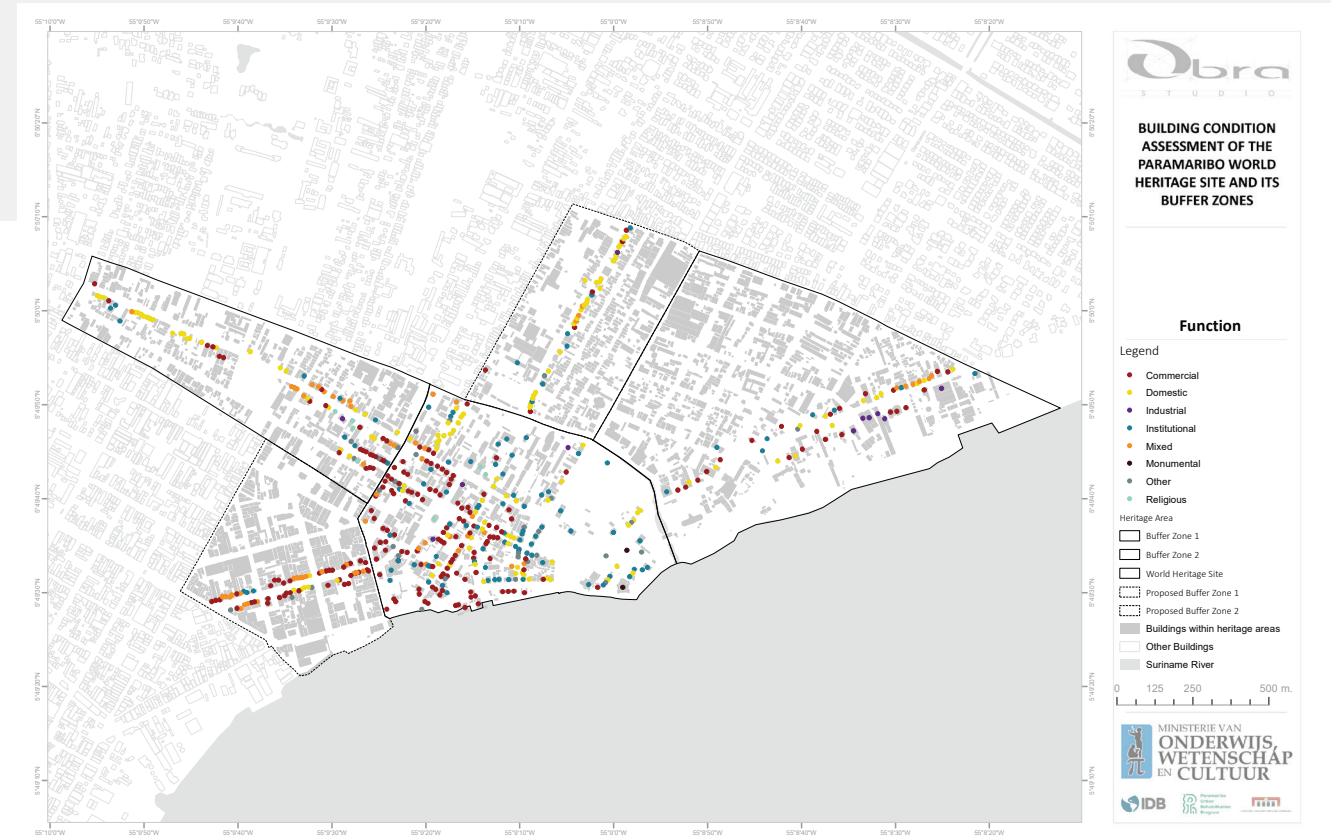 55°10'0"W 55°9'50"W 55°9'40"W 55°9'30"W 55°9'20"W 55°9'10"W 55°9'0"W 55°8'50"W 55°8'40"W 55°8'30"W 55°8'20"W
Obra
STUDIO
BUILDING CONDITION
ASSESSMENT OF THE
PARAMARIBO WORLD
HERITAGE SITE AND ITS
BUFFER ZONES
Function
Legend
Commercial
Domestic
Industrial
Institutional
Mixed
Monumental
Other
Religious
Heritage Area
Buffer Zone 1
Buffer Zone 2
World Heritage Site
Proposed Buffer Zone 1
Proposed Buffer Zone 2
Buildings within heritage areas
Other Buildings
Suriname River
0 125 250 500 m.
MINISTERIE VAN
ONDERWIJS,
WETENSCHAP
EN CULTUUR
IDB
Paramaribo
Urban
Rehabilitation
Program